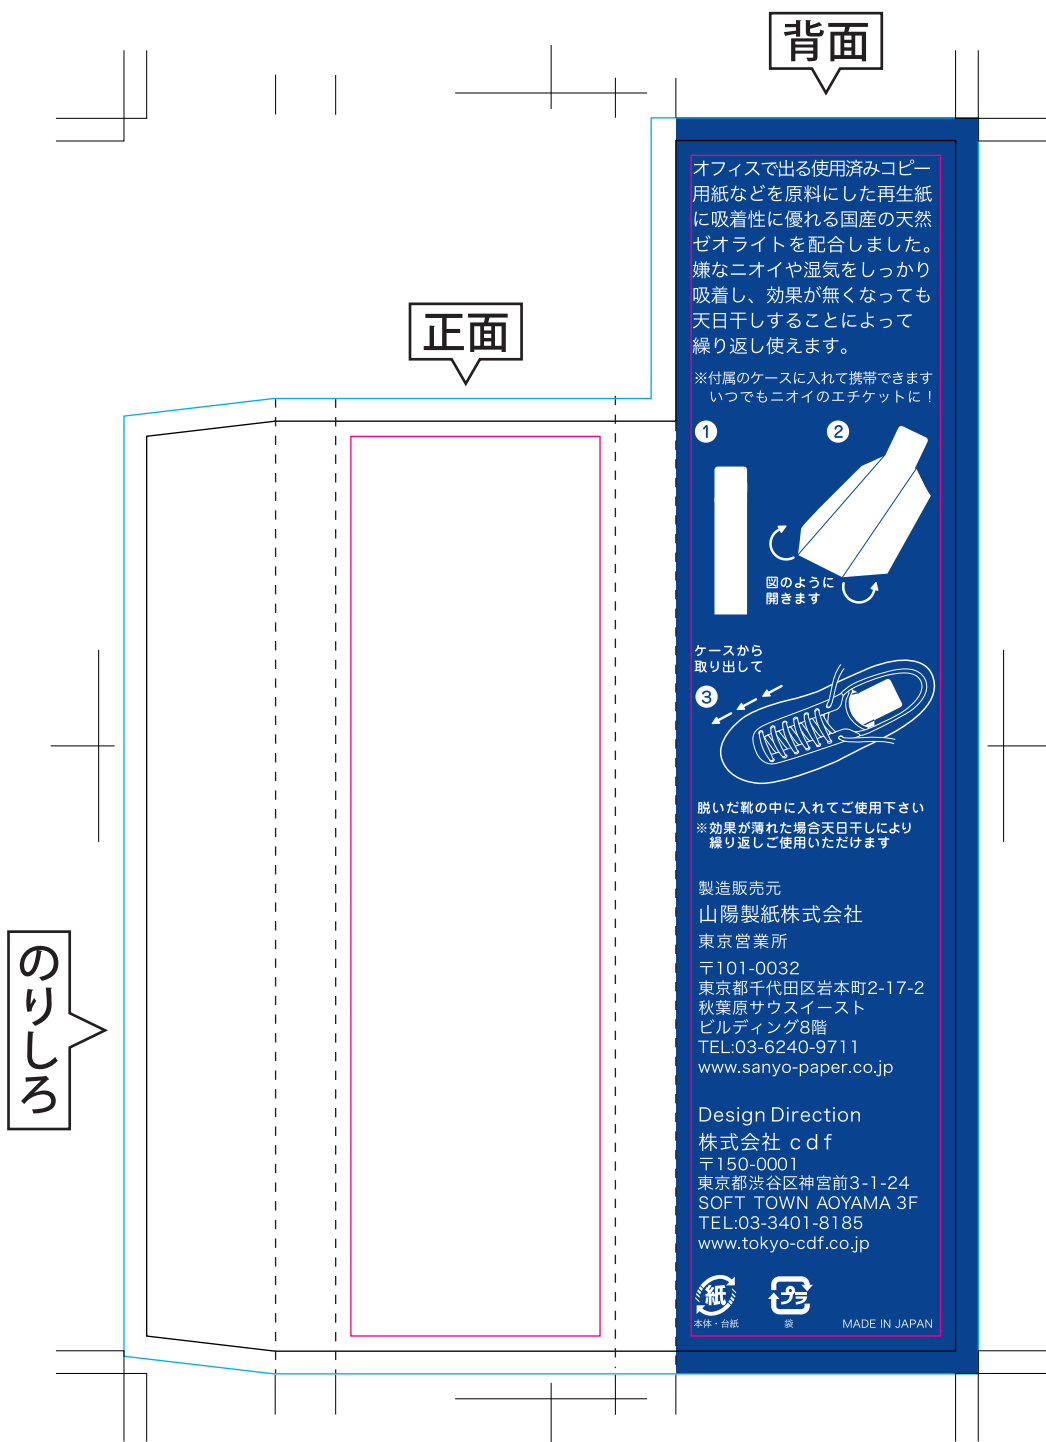 背面
オフィスで出る使用済みコピー
用紙などを原料にした再生紙
に吸着性に優れる国産の天然
ゼオライトを配合しました。
嫌なニオイや湿気をしっかり
吸着し、効果が無くなっても
天日干しすることによって
繰り返し使えます。
※付属のケースに入れて携帯できます
いつでもニオイのエチケットに！
正面
1
2
図のように
開きます
ケースから
取り出して
3
脱いだ靴の中に入れてご使用下さい
※効果が薄れた場合天日干しにより
繰り返しご使用いただけます
製造販売元
山陽製紙株式会社
東京営業所
〒101-0032
東京都千代田区岩本町2-17-2
秋葉原サウスイースト
ビルディング8階
TEL:03-6240-9711
www.sanyo-paper.co.jp
のりしろ
Design Direction
株式会社 cdf
〒150-0001
東京都渋谷区神宮前3-1-24
SOFT TOWN AOYAMA 3F
TEL:03-3401-8185
www.tokyo-cdf.co.jp
紙
プラ
本体・台紙
袋
MADE IN JAPAN